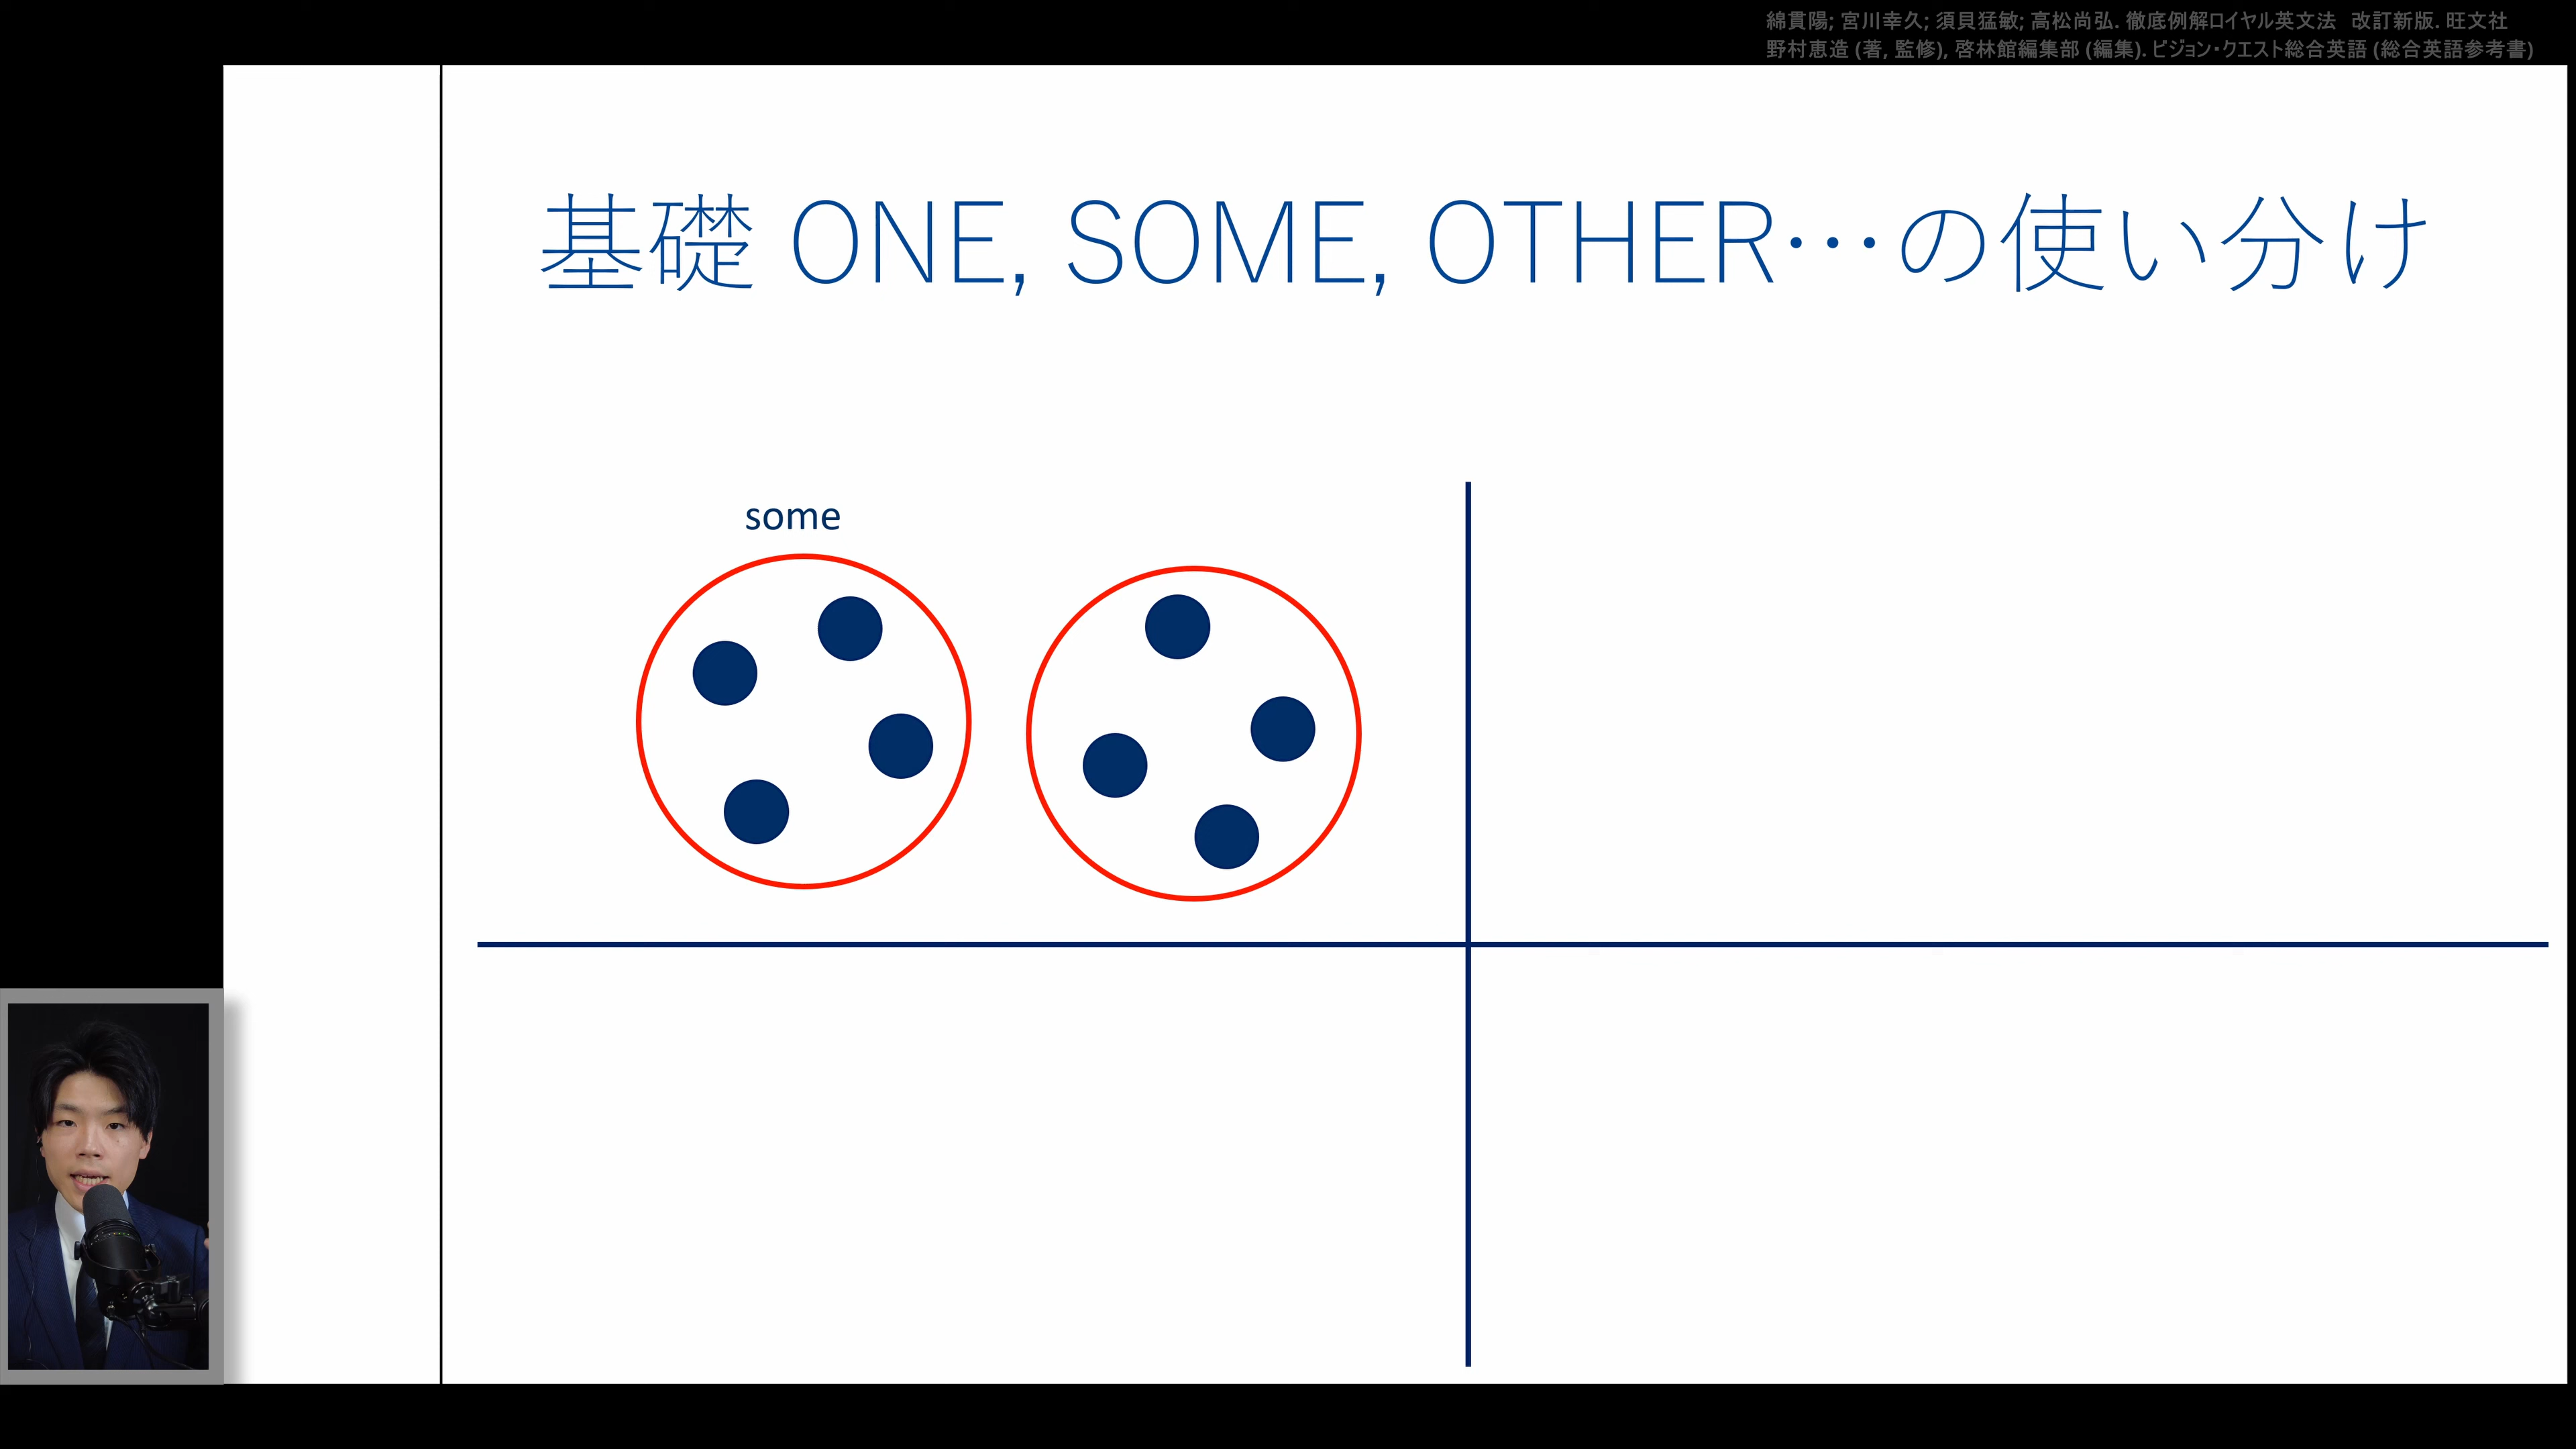 綿貫陽; 宮川幸久; 須貝猛敏; 高松尚弘. 徹底例解ロイヤル英文法　改訂新版. 旺文社
野村恵造 (著, 監修), 啓林館編集部 (編集). ビジョン・クエスト総合英語 (総合英語参考書)
基礎 ONE, SOME, OTHER…の使い分け
some